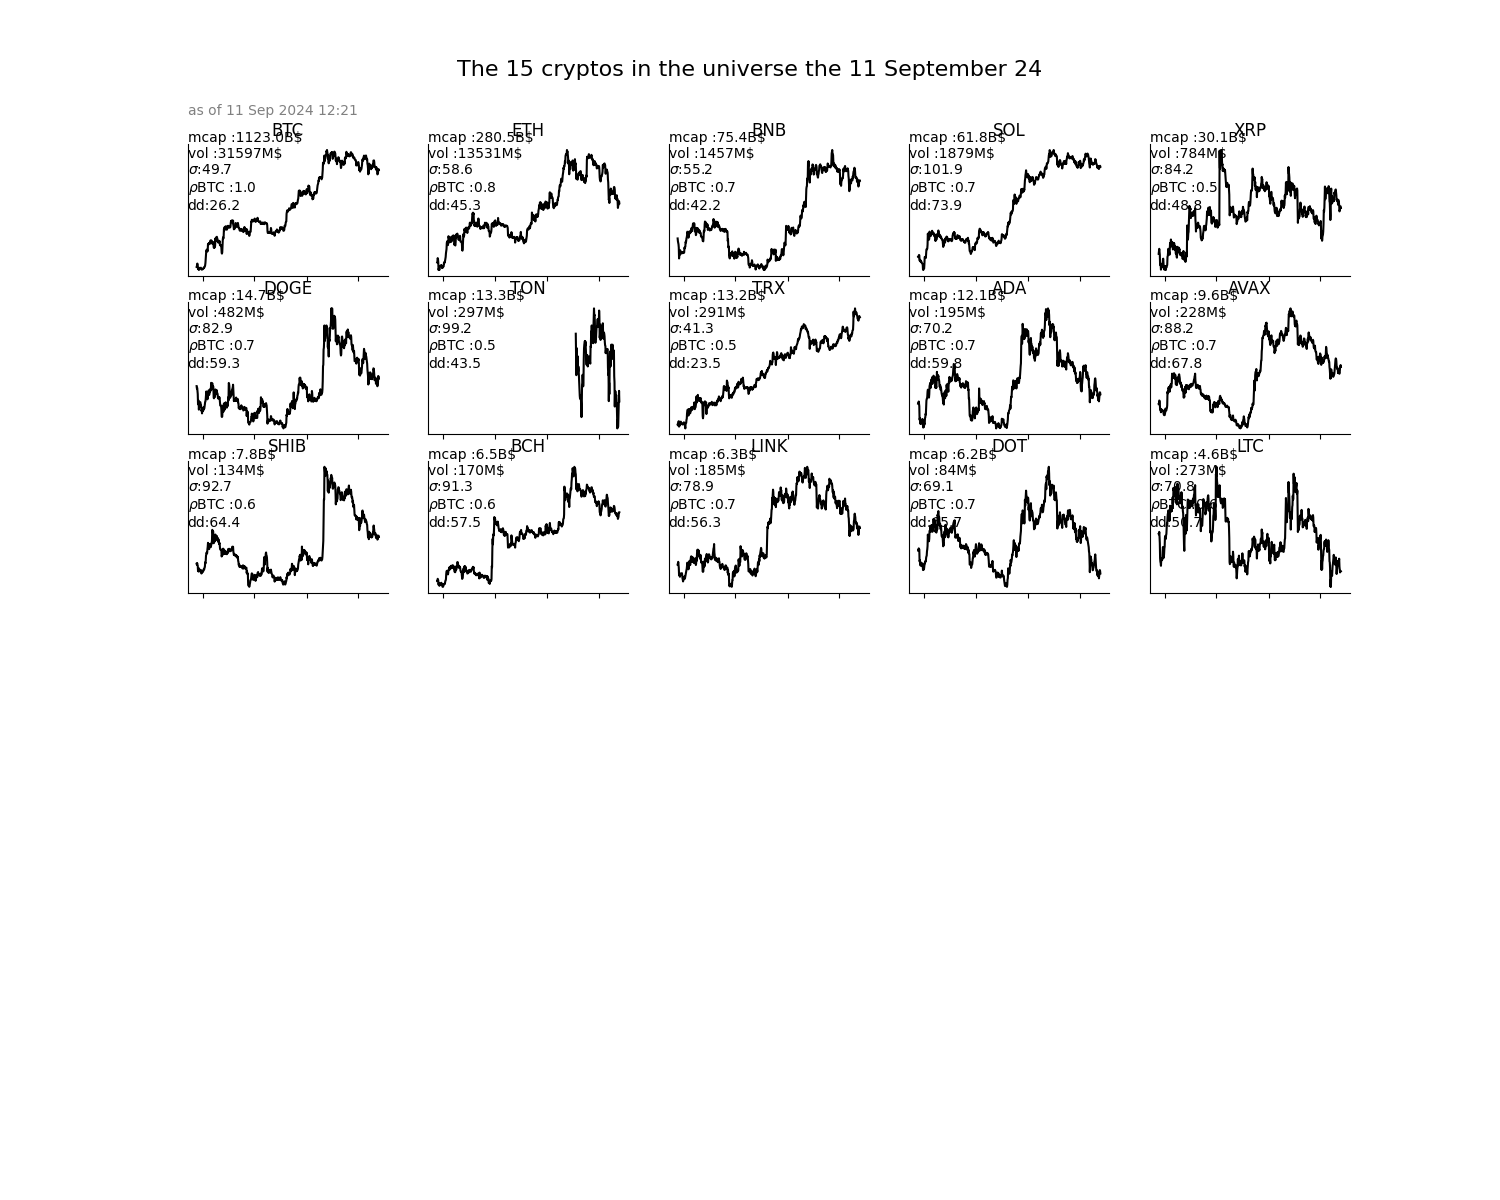 The 15 cryptos in the universe the 11 September 24
as of 11 Sep 2024 12:21
BTC
mcap :1123.0B$
vol :31597M$
σ:49.7
ρBTC :1.0
dd:26.2
ETH
mcap :280.5B$
vol :13531M$
σ:58.6
ρBTC :0.8
dd:45.3
BNB
mcap :75.4B$
vol :1457M$
σ:55.2
ρBTC :0.7
dd:42.2
SOL
mcap :61.8B$
vol :1879M$
σ:101.9
ρBTC :0.7
dd:73.9
XRP
mcap :30.1B$
vol :784M$
σ:84.2
ρBTC :0.5
dd:48.8
DOGE
mcap :14.7B$
vol :482M$
σ:82.9
ρBTC :0.7
dd:59.3
TON
mcap :13.3B$
vol :297M$
σ:99.2
ρBTC :0.5
dd:43.5
TRX
mcap :13.2B$
vol :291M$
σ:41.3
ρBTC :0.5
dd:23.5
ADA
mcap :12.1B$
vol :195M$
σ:70.2
ρBTC :0.7
dd:59.8
AVAX
mcap :9.6B$
vol :228M$
σ:88.2
ρBTC :0.7
dd:67.8
SHIB
mcap :7.8B$
vol :134M$
σ:92.7
ρBTC :0.6
dd:64.4
BCH
mcap :6.5B$
vol :170M$
σ:91.3
ρBTC :0.6
dd:57.5
LINK
mcap :6.3B$
vol :185M$
σ:78.9
ρBTC :0.7
dd:56.3
DOT
mcap :6.2B$
vol :84M$
σ:69.1
ρBTC :0.7
LTC
mcap :4.6B$
vol :273M$